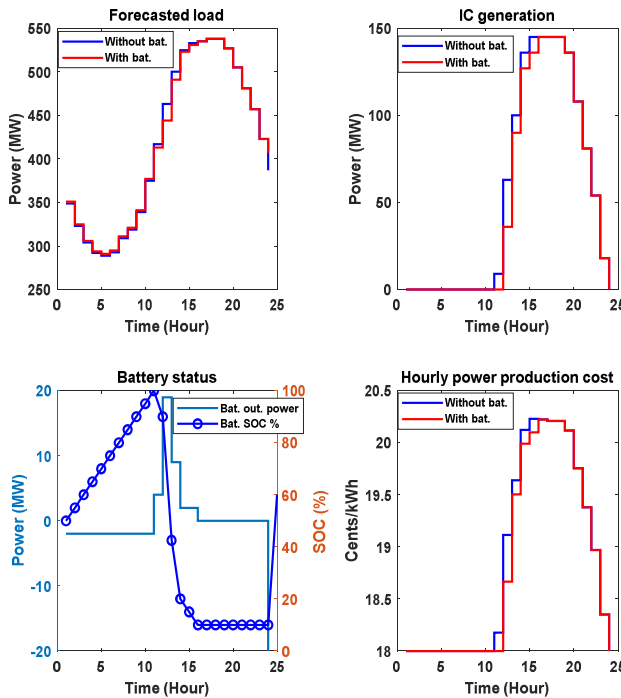 Forecasted load
Power (MW)
550
500
450
400
350
300
250
Without bat.
With bat.
0 5 10 15 20 25
Time (Hour)
IC generation
Power (MW)
150
100
50
0
Without bat.
With bat.
0 5 10 15 20 25
Time (Hour)
Battery status
Power (MW)
20
10
0
-10
-20
Bat. out. power
Bat. SOC %
100
80
60
40
20
0
SOC (%)
0 5 10 15 20 25
Time (Hour)
Hourly power production cost
Cents/kWh
20.5
20
19.5
19
18.5
18
Without bat.
With bat.
0 5 10 15 20 25
Time (Hour)